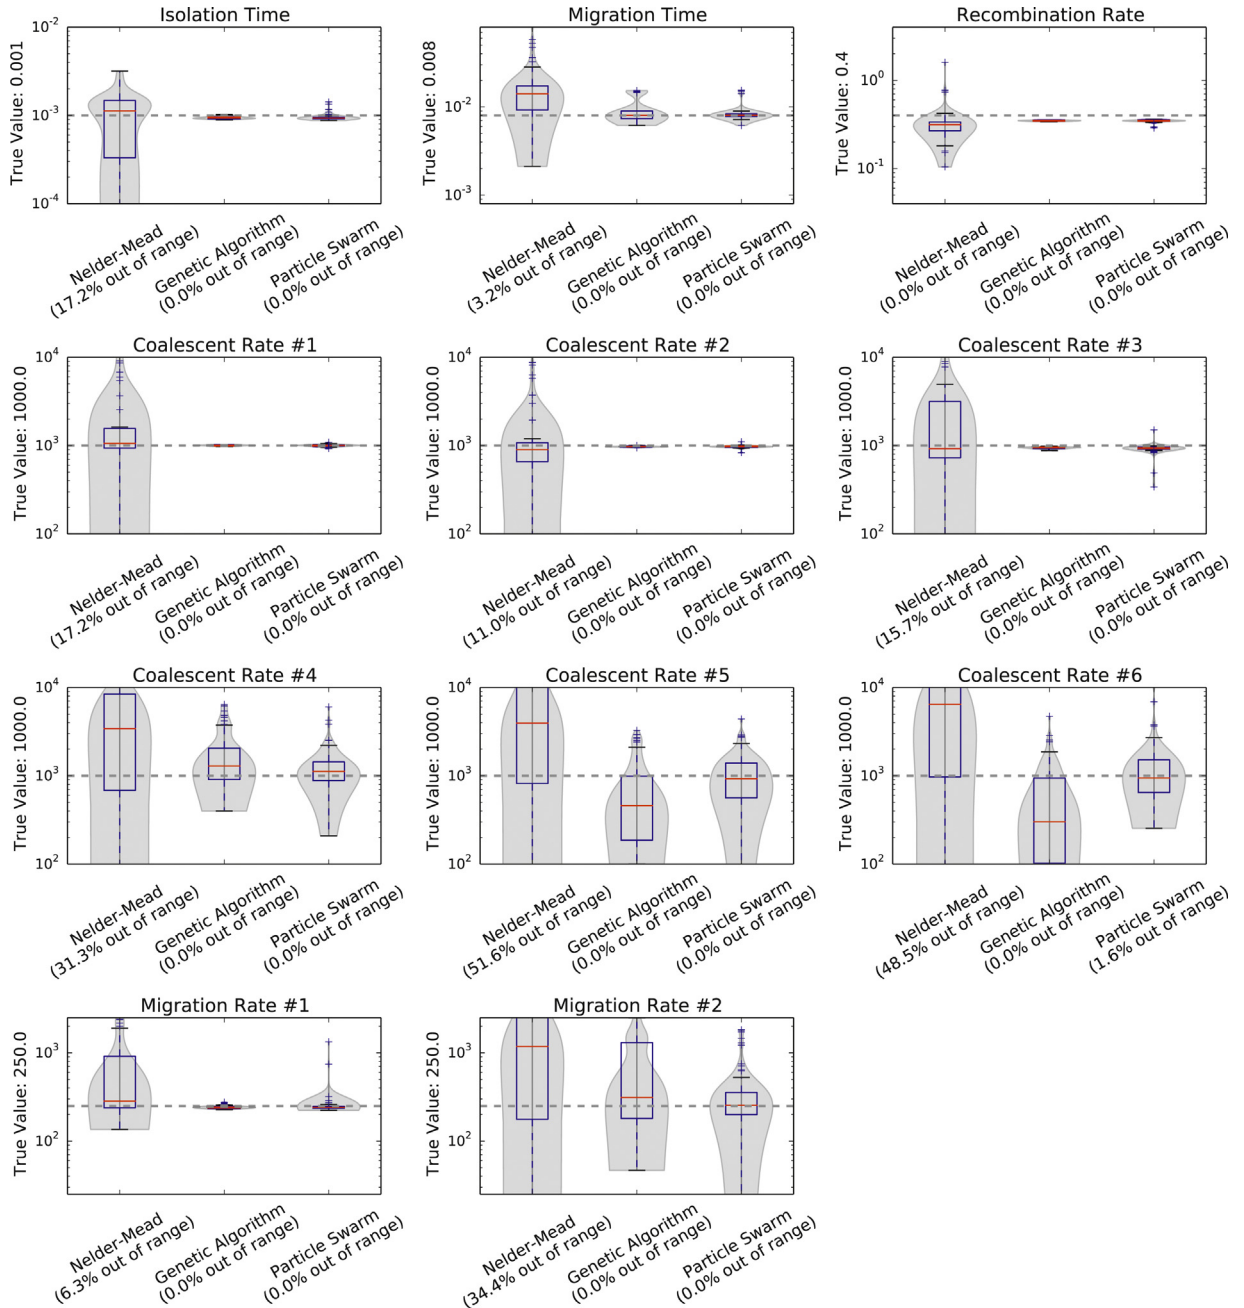 Isolation Time
True Value: 0.001
10^-2
10^-3
10^-4
Nelder-Mead
(17.2% out of range)
Genetic Algorithm
(0.0% out of range)
Particle Swarm
(0.0% out of range)
Migration Time
True Value: 0.008
10^-2
10^-3
Nelder-Mead
(3.2% out of range)
Genetic Algorithm
(0.0% out of range)
Particle Swarm
(0.0% out of range)
Recombination Rate
True Value: 0.4
10^0
10^-1
Nelder-Mead
(0.0% out of range)
Genetic Algorithm
(0.0% out of range)
Particle Swarm
(0.0% out of range)
Coalescent Rate #1
True Value: 1000.0
10^4
10^3
10^2
Nelder-Mead
(17.2% out of range)
Genetic Algorithm
(0.0% out of range)
Particle Swarm
(0.0% out of range)
Coalescent Rate #2
True Value: 1000.0
10^4
10^3
10^2
Nelder-Mead
(11.0% out of range)
Genetic Algorithm
(0.0% out of range)
Particle Swarm
(0.0% out of range)
Coalescent Rate #3
True Value: 1000.0
10^4
10^3
10^2
Nelder-Mead
(15.7% out of range)
Genetic Algorithm
(0.0% out of range)
Particle Swarm
(0.0% out of range)
Coalescent Rate #4
True Value: 1000.0
10^4
10^3
10^2
Nelder-Mead
(31.3% out of range)
Genetic Algorithm
(0.0% out of range)
Particle Swarm
(0.0% out of range)
Coalescent Rate #5
True Value: 1000.0
10^4
10^3
10^2
Nelder-Mead
(51.6% out of range)
Genetic Algorithm
(0.0% out of range)
Particle Swarm
(0.0% out of range)
Coalescent Rate #6
True Value: 1000.0
10^4
10^3
10^2
Nelder-Mead
(48.5% out of range)
Genetic Algorithm
(0.0% out of range)
Particle Swarm
(1.6% out of range)
Migration Rate #1
True Value: 250.0
10^3
10^2
Nelder-Mead
(6.3% out of range)
Genetic Algorithm
(0.0% out of range)
Particle Swarm
(0.0% out of range)
Migration Rate #2
True Value: 250.0
10^3
10^2
Nelder-Mead
(34.4% out of range)
Genetic Algorithm
(0.0% out of range)
Particle Swarm
(0.0% out of range)